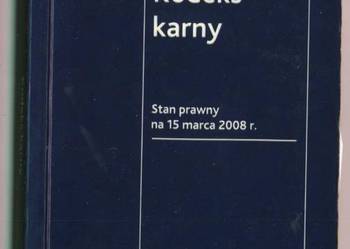 Kodeks
karny
Stan prawny
na 15 marca 2008 r.